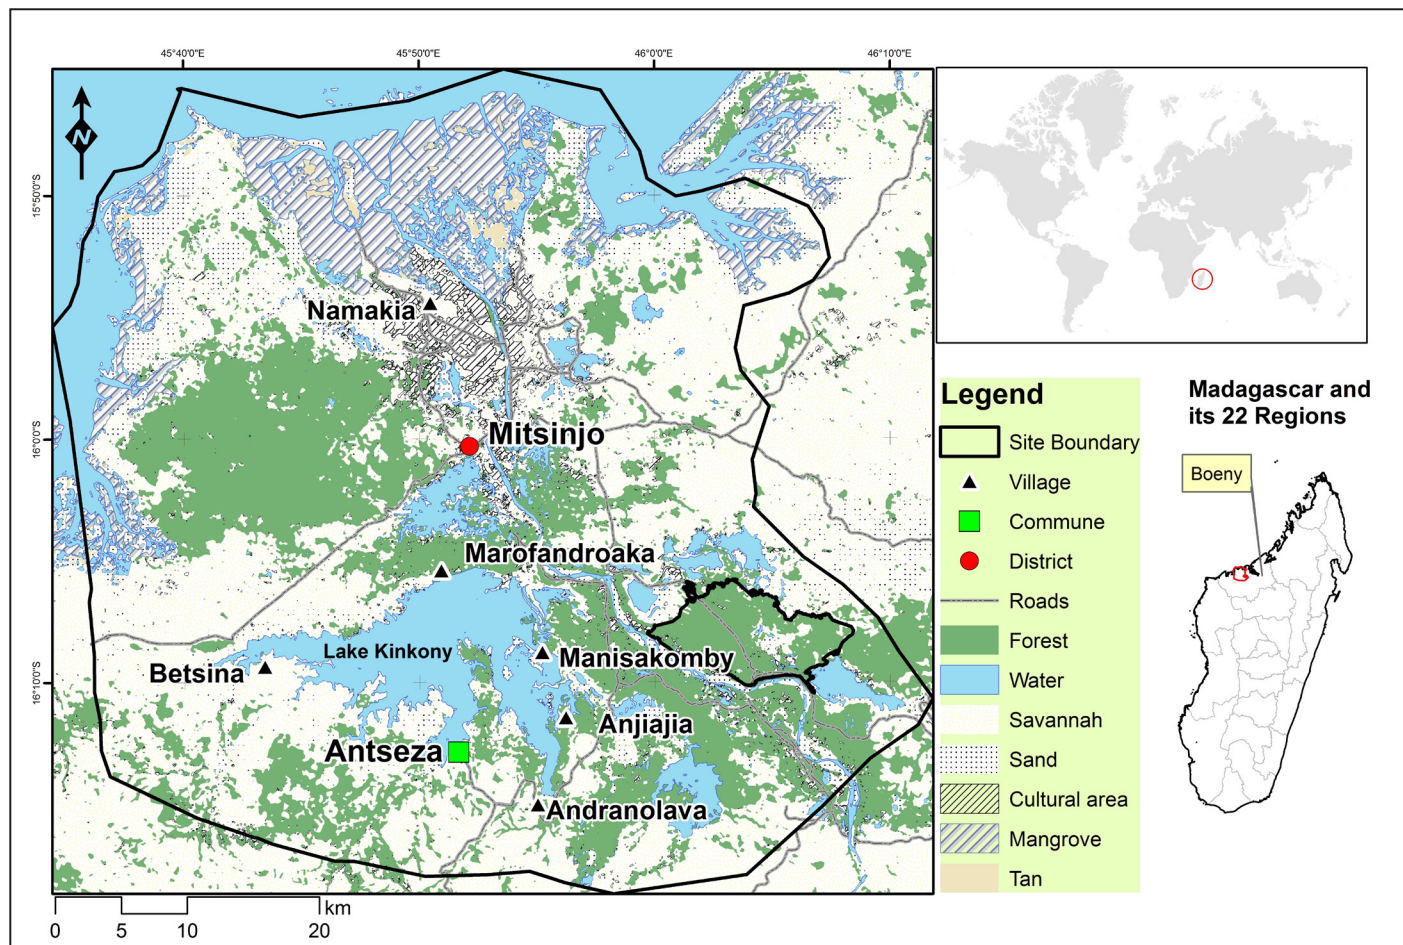 45°40'0"E
45°50'0"E
46°0'0"E
46°10'0"E
15°50'0"S
16°0'0"S
16°10'0"S
N
Namakia
Mitsinjo
Marofandroaka
Lake Kinkony
Manisakomby
Betsina
Anjiajia
Antseza
Andranolava
km
0
5
10
20
Legend
Site Boundary
Village
Commune
District
Roads
Forest
Water
Savannah
Sand
Cultural area
Mangrove
Tan
Madagascar and
its 22 Regions
Boeny